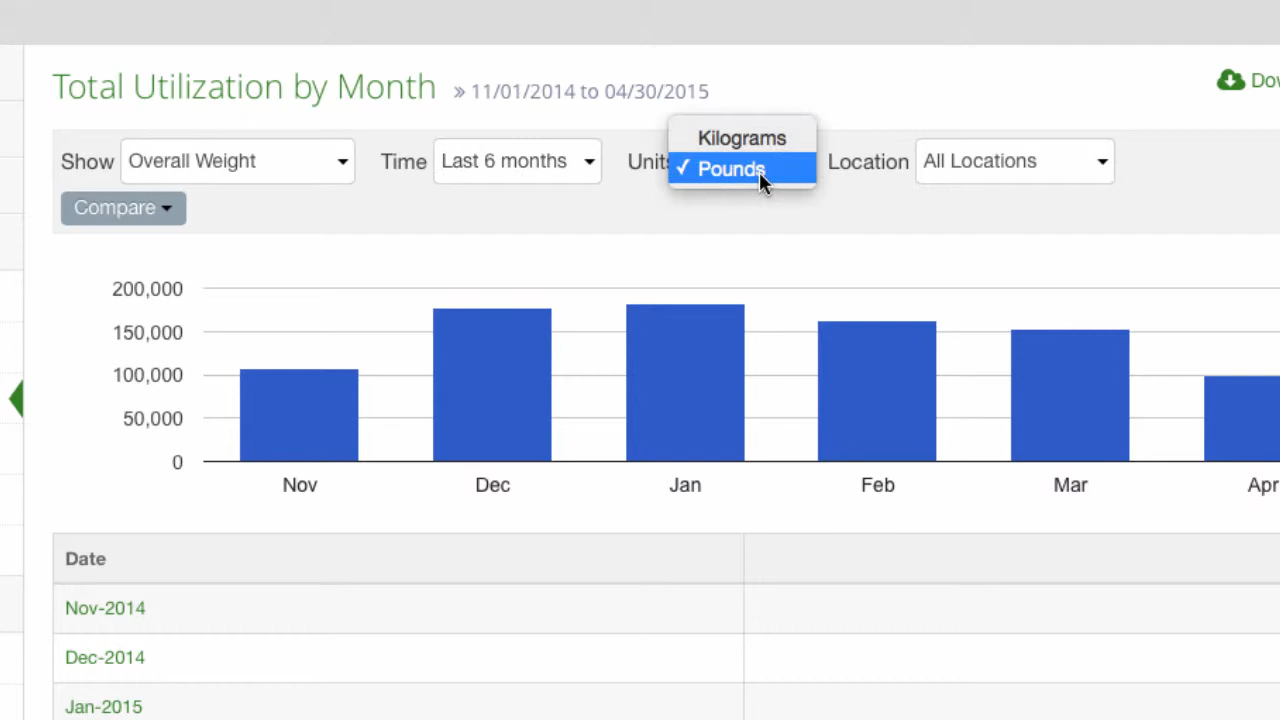 Total Utilization by Month » 11/01/2014 to 04/30/2015
Kilograms
Show Overall Weight Time Last 6 months Units ✓ Pounds Location All Locations
Compare
200,000
150,000
100,000
50,000
0
Nov Dec Jan Feb Mar Apr
Date
Nov-2014
Dec-2014
Jan-2015